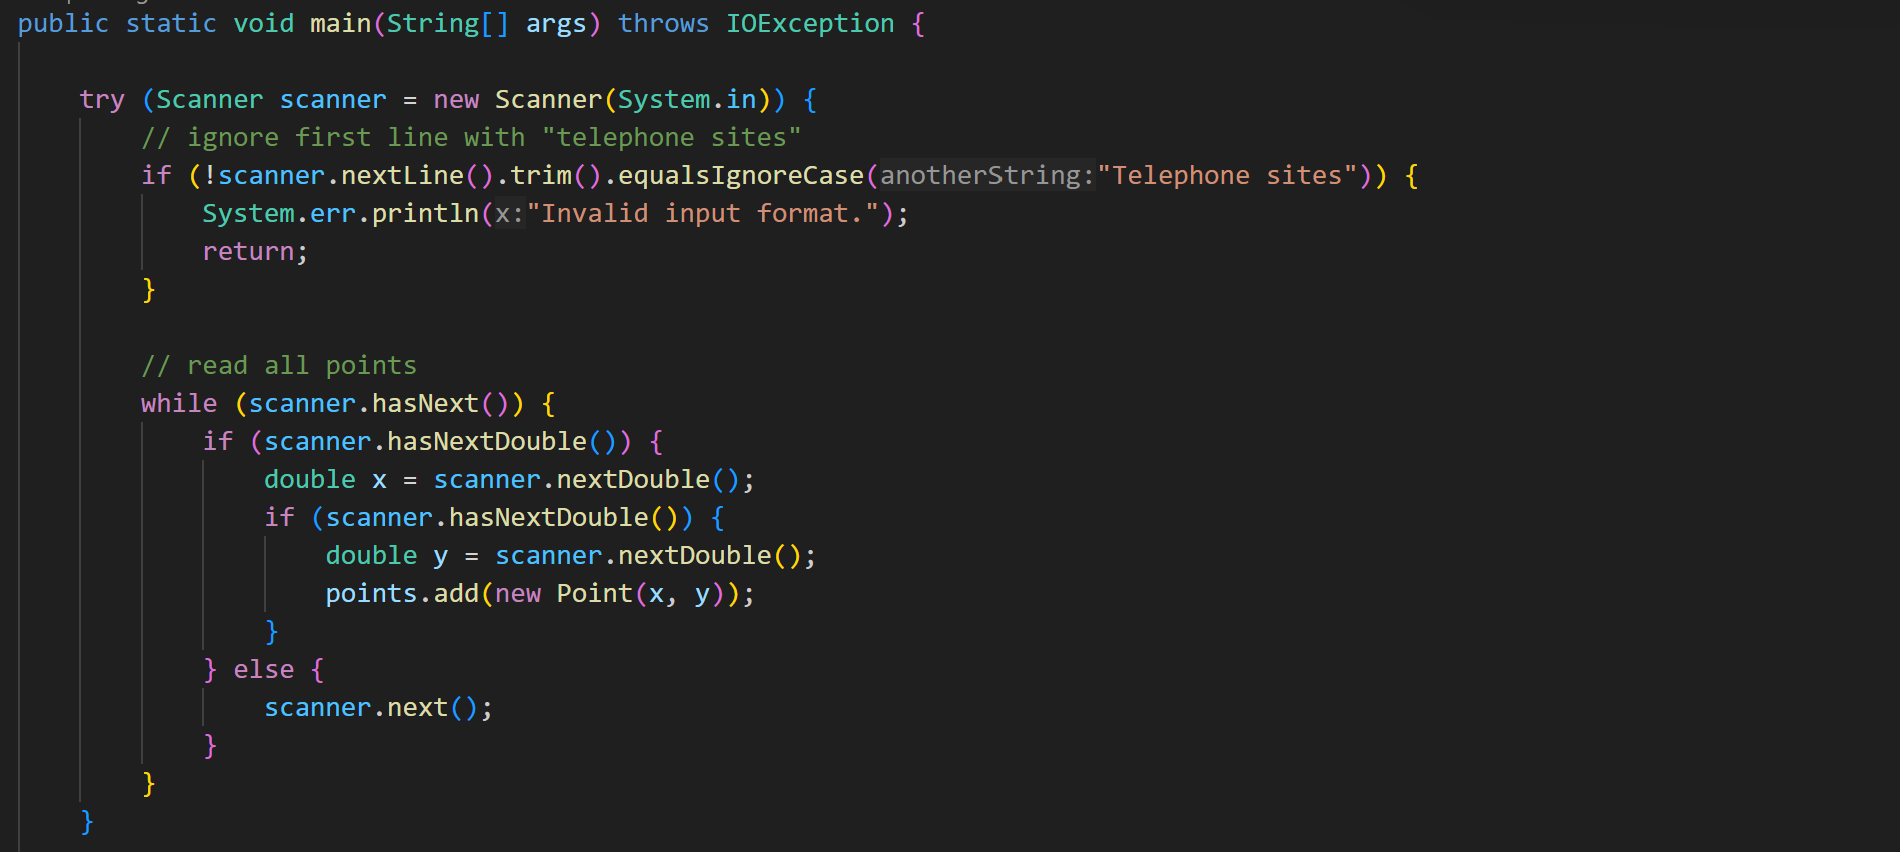 public static void main(String[] args) throws IOException {
try (Scanner scanner = new Scanner(System.in)) {
// ignore first line with "telephone sites"
if (!scanner.nextLine().trim().equalsIgnoreCase(anotherString:"Telephone sites")) {
System.err.println(x:"Invalid input format.");
return;
}
// read all points
while (scanner.hasNext()) {
if (scanner.hasNextDouble()) {
double x = scanner.nextDouble();
if (scanner.hasNextDouble()) {
double y = scanner.nextDouble();
points.add(new Point(x, y));
}
} else {
scanner.next();
}
}
}